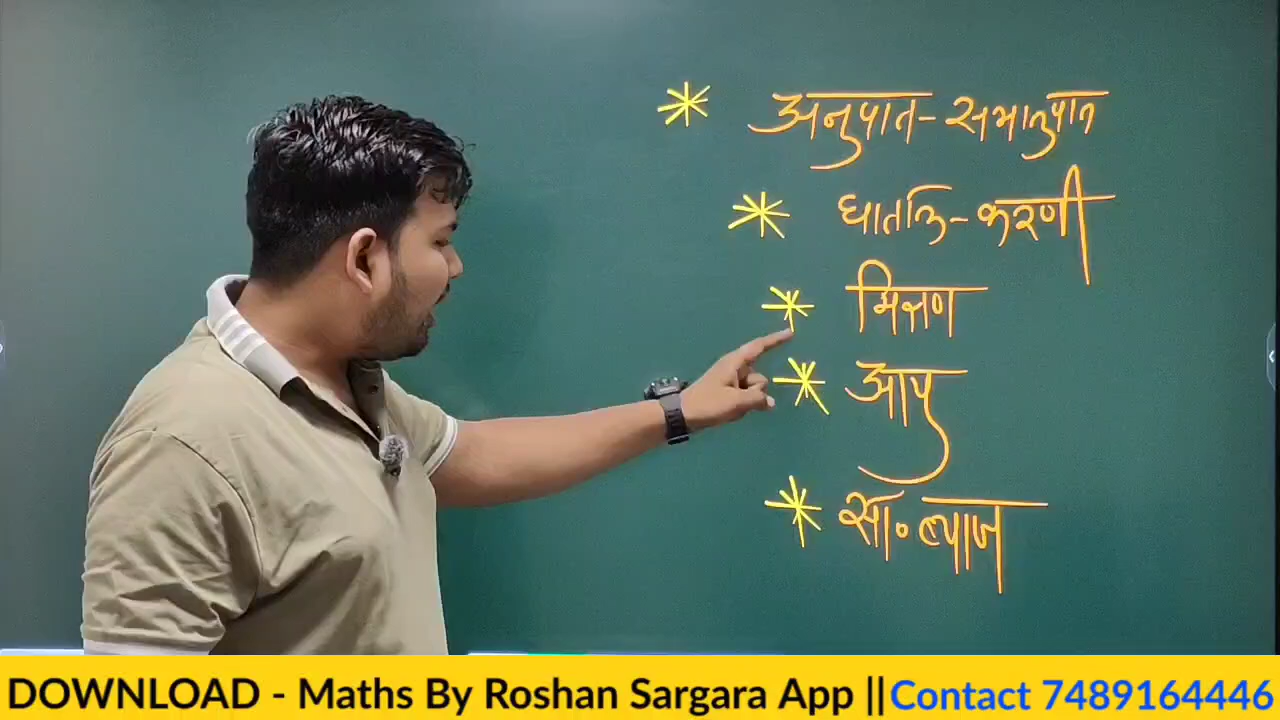 अनुपात - समानुपात
घातांक - करणी
मिश्रण
आयु
सा० ब्याज
DOWNLOAD - Maths By Roshan Sargara App || Contact 7489164446